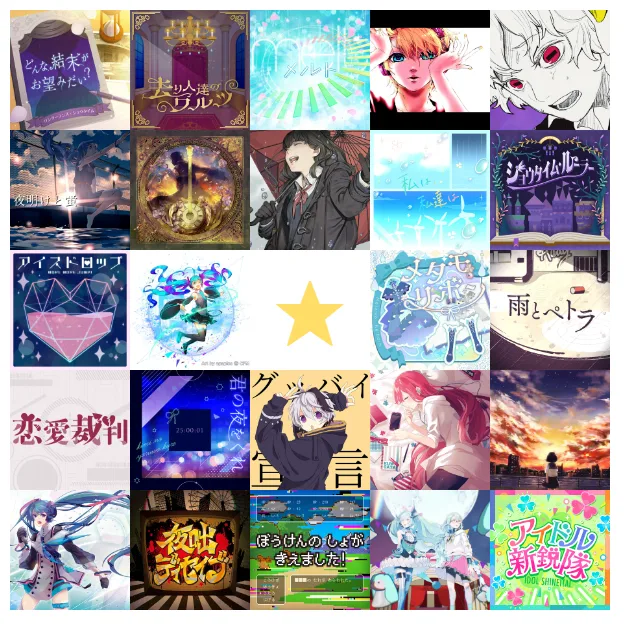 どんな結末が
お望みだい?
去り人達の
ワルツ
メルト
夜明けと蛍
私は
私達は
ショウタイム・ルーラー
アイスドロップ
メタモ
リボン
雨とペトラ
恋愛裁判
君の夜をくれ
25:00:01
グッバイ
宣言
夜咄
ディセイブ
ぼうけんのしょが
きえました!
アイドル
新鋭隊